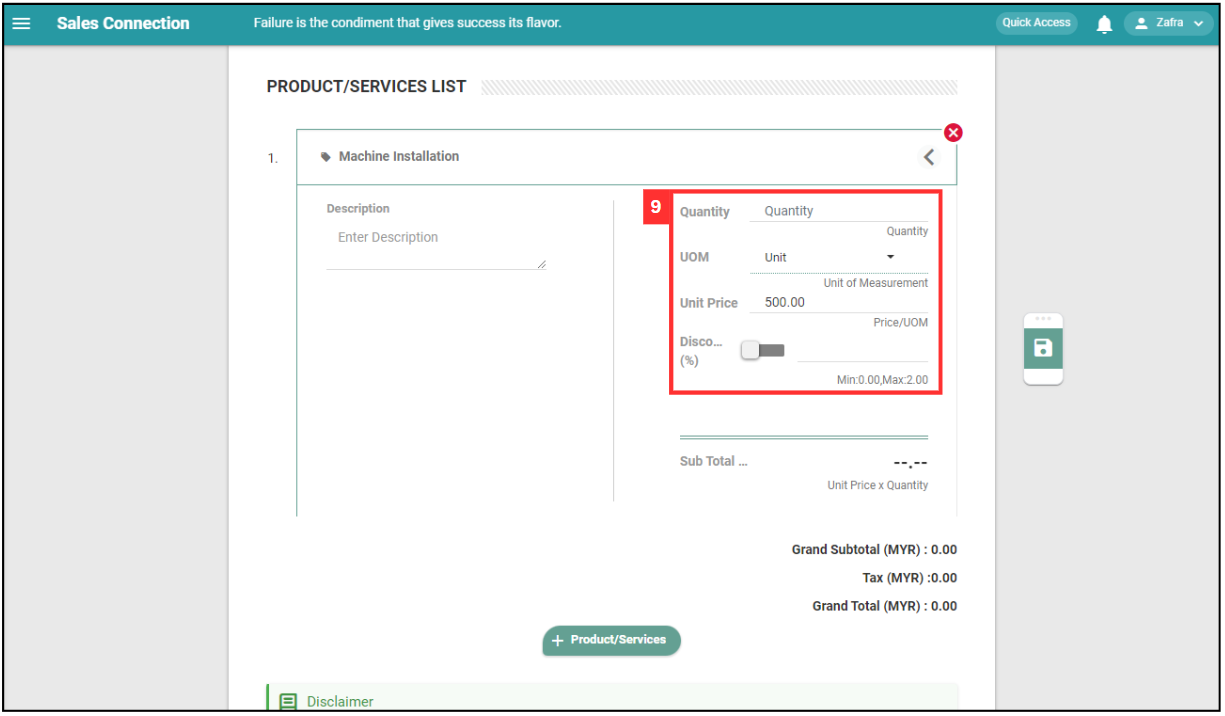 Sales Connection
Failure is the condiment that gives success its flavor.
Quick Access
Zafra
PRODUCT/SERVICES LIST
1.
Machine Installation
Description
Enter Description
9
Quantity Quantity
Quantity
UOM Unit
Unit of Measurement
Unit Price 500.00
Price/UOM
Disco...
(%)
Min:0.00,Max:2.00
Sub Total ... --.--
Unit Price x Quantity
Grand Subtotal (MYR) : 0.00
Tax (MYR) :0.00
Grand Total (MYR) : 0.00
+ Product/Services
Disclaimer